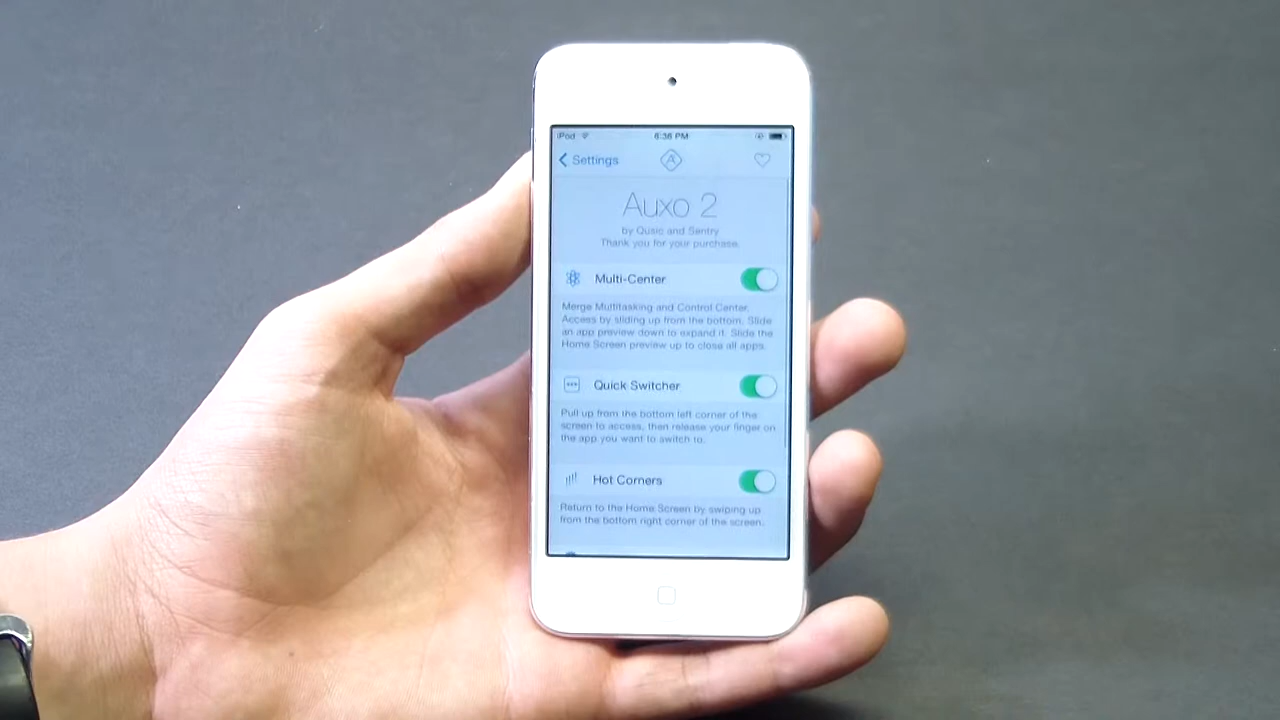 iPod 8:36 PM
Settings
Auxo 2
by Qusic and Sentry
Thank you for your purchase.
Multi-Center
Merge Multitasking and Control Center.
Access by sliding up from the bottom. Slide
an app preview down to expand it. Slide the
Home Screen preview up to close all apps.
Quick Switcher
Pull up from the bottom left corner of the
screen to access, then release your finger on
the app you want to switch to.
Hot Corners
Return to the Home Screen by swiping up
from the bottom right corner of the screen.